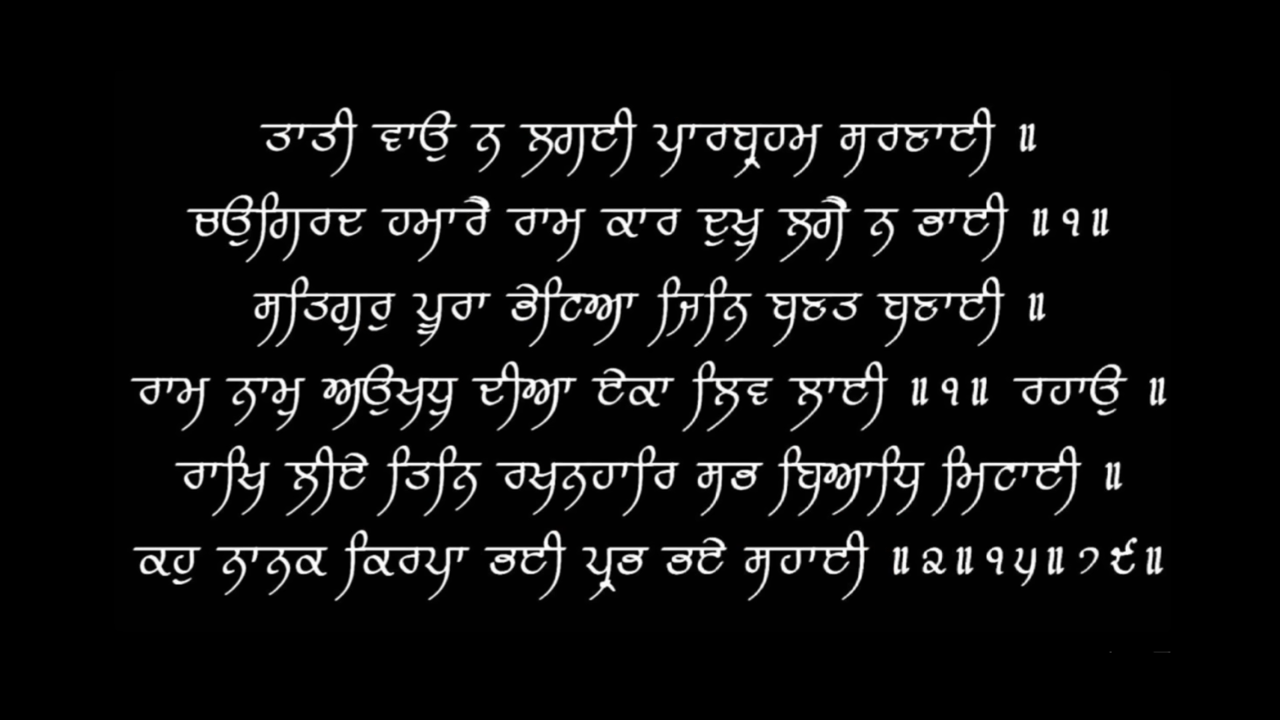 ਤਾਤੀ ਵਾਉ ਨ ਲਗਈ ਪਾਰਬ੍ਰਹਮ ਸਰਣਾਈ ॥
ਚਉਗਿਰਦ ਹਮਾਰੈ ਰਾਮ ਕਾਰ ਦੁਖੁ ਲਗੈ ਨ ਭਾਈ ॥੧॥
ਸਤਿਗੁਰੁ ਪੂਰਾ ਭੇਟਿਆ ਜਿਨਿ ਬਣਤ ਬਣਾਈ ॥
ਰਾਮ ਨਾਮੁ ਅਉਖਧੁ ਦੀਆ ਏਕਾ ਲਿਵ ਲਾਈ ॥੧॥ ਰਹਾਉ ॥
ਰਾਖਿ ਲੀਏ ਤਿਨਿ ਰਖਨਹਾਰਿ ਸਭ ਬਿਆਧਿ ਮਿਟਾਈ ॥
ਕਹੁ ਨਾਨਕ ਕਿਰਪਾ ਭਈ ਪ੍ਰਭ ਭਏ ਸਹਾਈ ॥੨॥੧੫॥੭੯॥